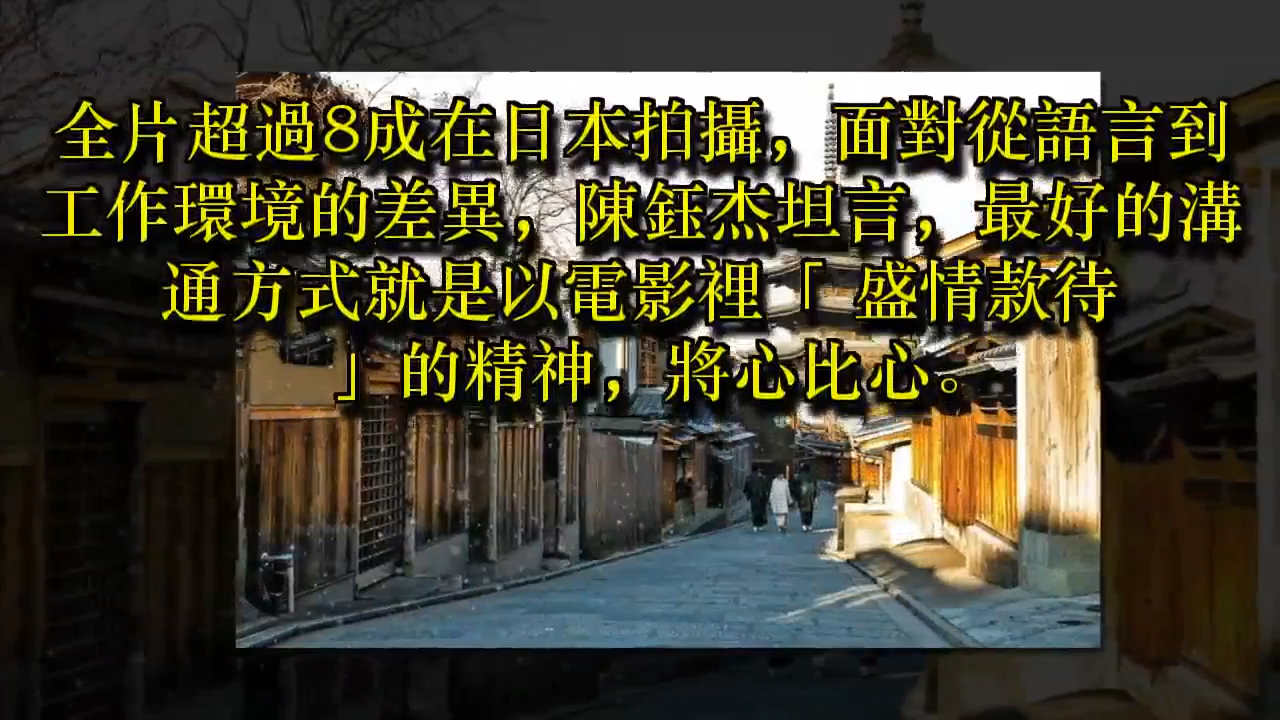 全片超過8成在日本拍攝，面對從語言到
工作環境的差異，陳鈺杰坦言，最好的溝
通方式就是以電影裡「 盛情款待
」的精神，將心比心。